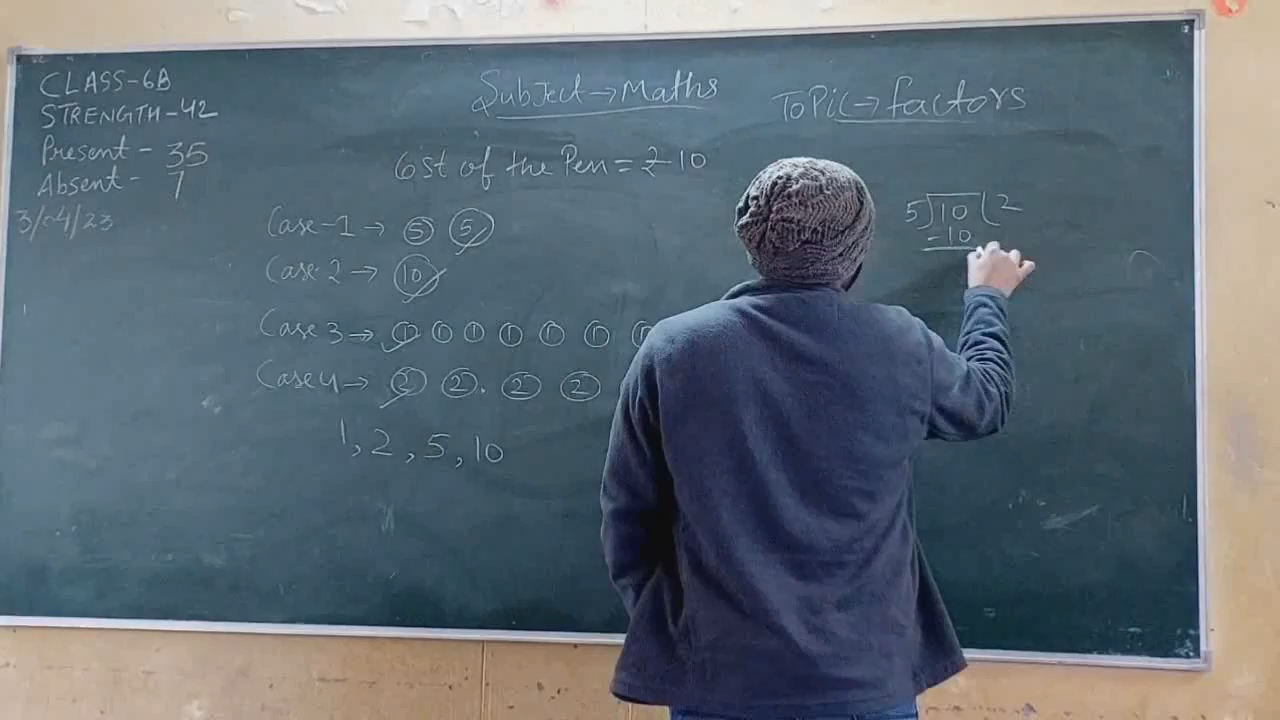 CLASS-6B
STRENGTH-42
Present - 35
Absent - 7
3/04/23
Subject → Maths
Topic → factors
Cost of the Pen = ₹ 10
Case-1 → 5 5
Case 2 → 10
Case 3 → 1 1 1 1 1 1 1
Case 4 → 2 2. 2 2
1, 2, 5, 10
5)10(2
-10